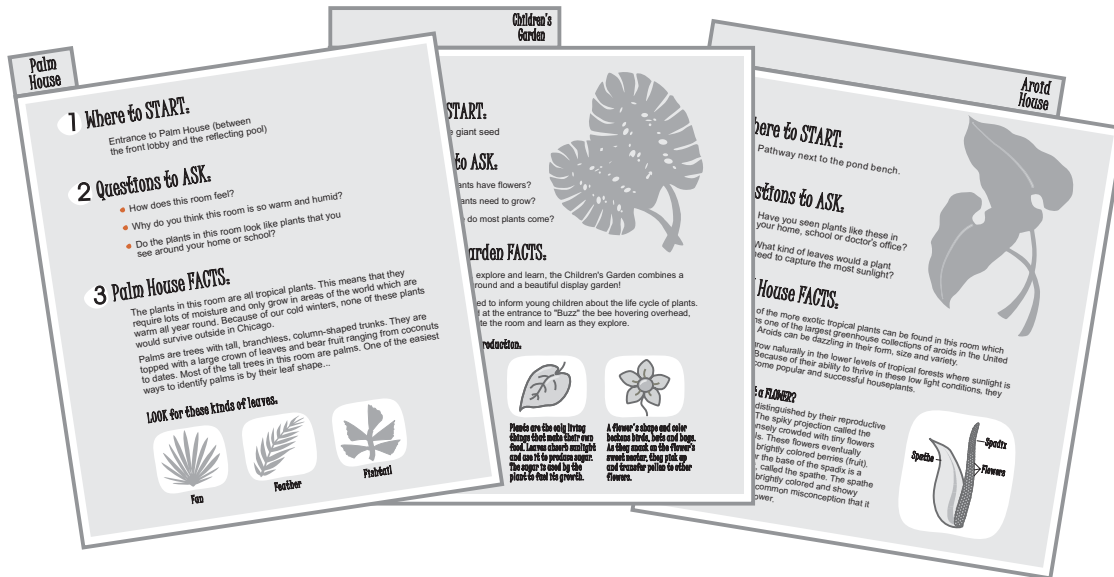 Palm
House
1 Where to START:
Entrance to Palm House (between
the front lobby and the reflecting pool)
2 Questions to ASK:
How does this room feel?
Why do you think this room is so warm and humid?
Do the plants in this room look like plants that you
see around your home or school?
3 Palm House FACTS:
The plants in this room are all tropical plants. This means that they
require lots of moisture and only grow in areas of the world which are
warm all year round. Because of our cold winters, none of these plants
would survive outside in Chicago.
Palms are trees with tall, branchless, column-shaped trunks. They are
topped with a large crown of leaves and bear fruit ranging from coconuts
to dates. Most of the tall trees in this room are palms. One of the easiest
ways to identify palms is by their leaf shape...
LOOK for these kinds of leaves:
Fan
Feather
Fishtail
Children's
Garden
START:
giant seed
to ASK:
have flowers?
need to grow?
do most plants come?
FACTS:
explore and learn, the Children's Garden combines a
and a beautiful display garden!
to inform young children about the life cycle of plants.
at the entrance to "Buzz" the bee hovering overhead,
the room and learn as they explore.
Plants are the only living
things that make their own
food. Leaves absorb sunlight
and use it to produce sugar.
The sugar is used by the
plant to fuel its growth.
A flower's shape and color
beckons birds, bats and bugs.
As they snack on the flower's
sweet nectar, they pick up
and transfer pollen to other
flowers.
Aroid
House
to START:
Pathway next to the pond bench.
to ASK:
Have you seen plants like these in
your home, school or doctor's office?
What kind of leaves would a plant
need to capture the most sunlight?
House FACTS:
of the more exotic tropical plants can be found in this room which
one of the largest greenhouse collections of aroids in the United
Aroids can be dazzling in their form, size and variety.
naturally in the lower levels of tropical forests where sunlight is
Because of their ability to thrive in these low light conditions, they
popular and successful houseplants.
a FLOWER?
distinguished by their reproductive
The spiky projection called the
crowded with tiny flowers
These flowers eventually
brightly colored berries (fruit).
the base of the spadix is a
called the spathe. The spathe
brightly colored and showy
common misconception that it
Spathe
Spadix
Flowers